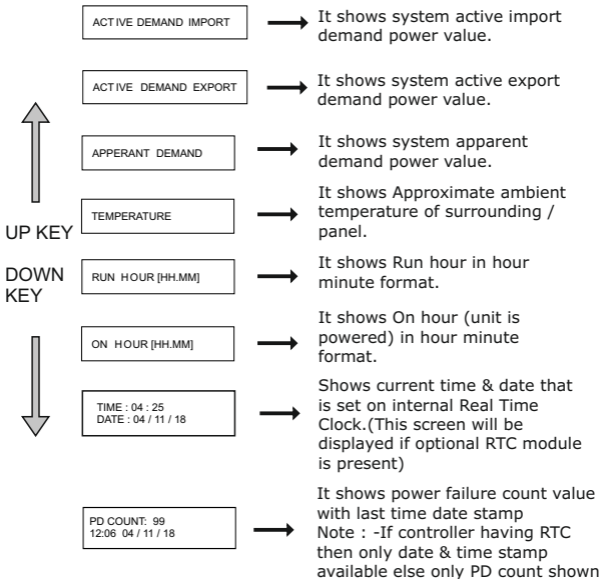 ACTIVE DEMAND IMPORT
It shows system active import
demand power value.
ACTIVE DEMAND EXPORT
It shows system active export
demand power value.
APPERANT DEMAND
It shows system apparent
demand power value.
UP KEY
TEMPERATURE
It shows Approximate ambient
temperature of surrounding /
panel.
DOWN
KEY
RUN HOUR [HH.MM]
It shows Run hour in hour
minute format.
ON HOUR [HH.MM]
It shows On hour (unit is
powered) in hour minute
format.
TIME : 04 : 25
DATE : 04 / 11 / 18
Shows current time & date that
is set on internal Real Time
Clock.(This screen will be
displayed if optional RTC module
is present)
PD COUNT: 99
12:06 04 / 11 / 18
It shows power failure count value
with last time date stamp
Note : -If controller having RTC
then only date & time stamp
available else only PD count shown